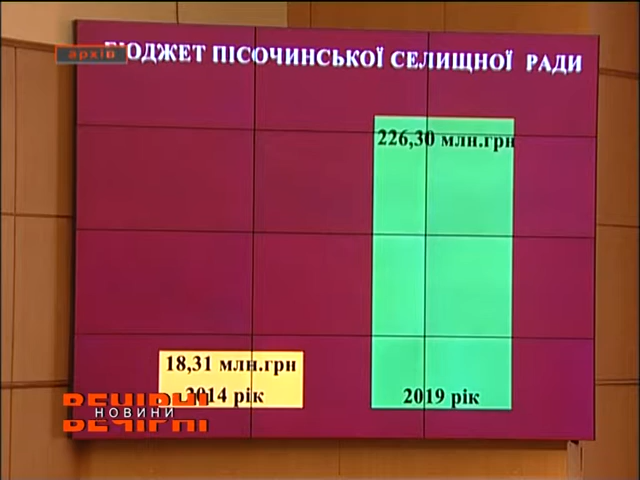 архів
БЮДЖЕТ ПІСОЧИНСЬКОЇ СЕЛИЩНОЇ РАДИ
226,30 млн.грн
18,31 млн.грн
2014 рік
2019 рік
ВЕЧІРНІ
НОВИНИ
ВЕЧІРНІ